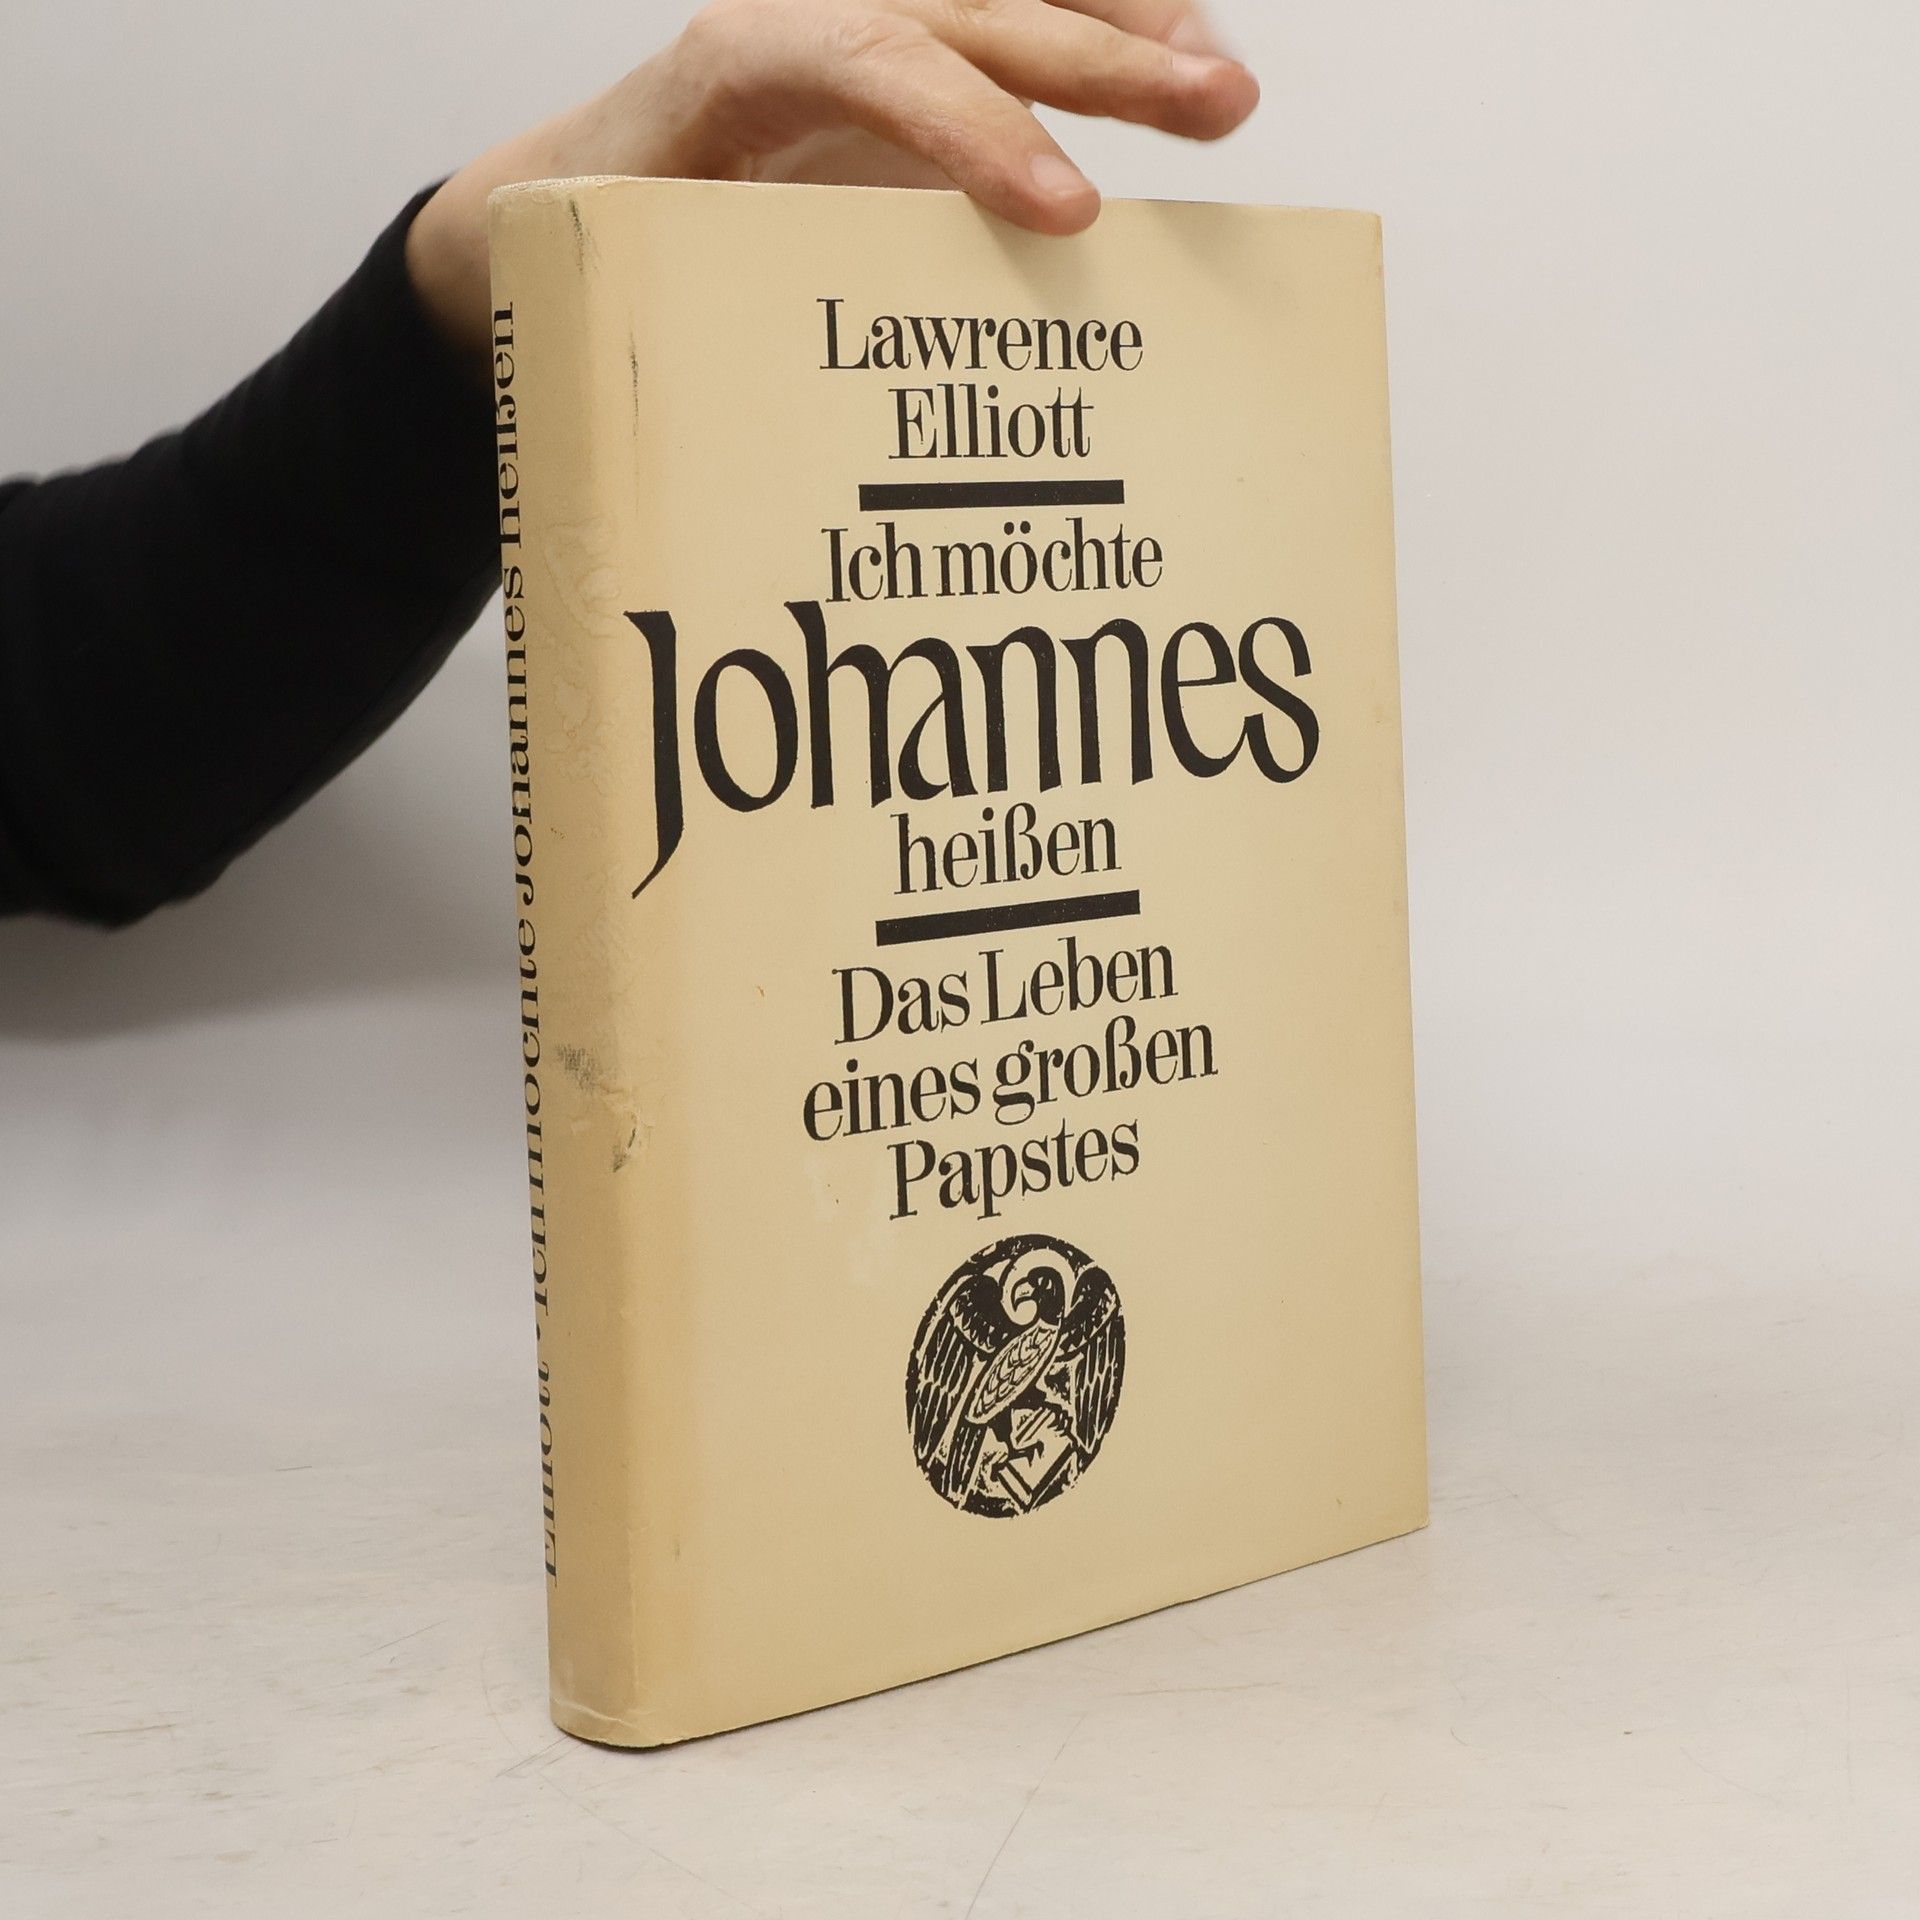 Lawrence
Elliott
Ich möchte
Johannes
heißen
Das Leben
eines großen
Papstes
Elliott · Ich möchte Johannes heißen